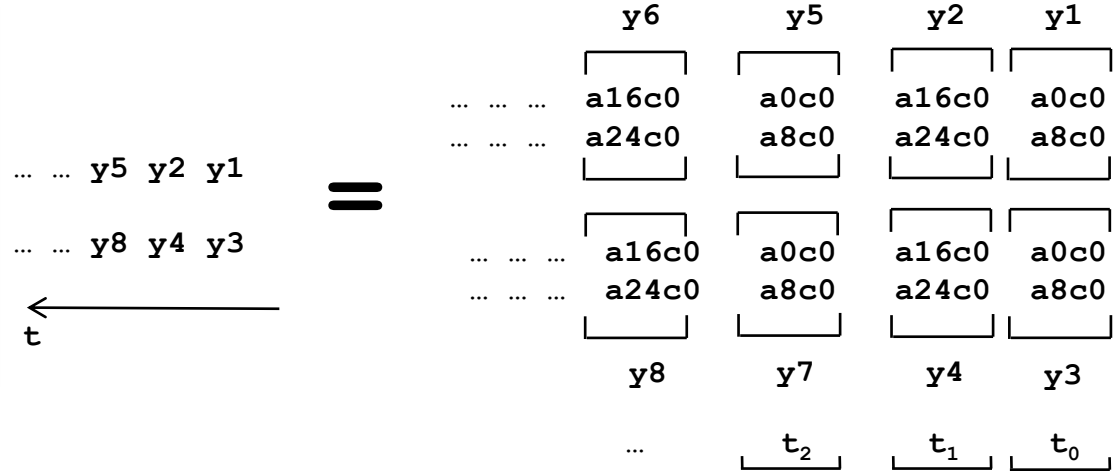 y6 y5 y2 y1
... ... ... a16c0 a0c0 a16c0 a0c0
... ... ... a24c0 a8c0 a24c0 a8c0
... ... y5 y2 y1
=
... ... y8 y4 y3
... ... ... a16c0 a0c0 a16c0 a0c0
... ... ... a24c0 a8c0 a24c0 a8c0
t
y8 y7 y4 y3
... t₂ t₁ t₀